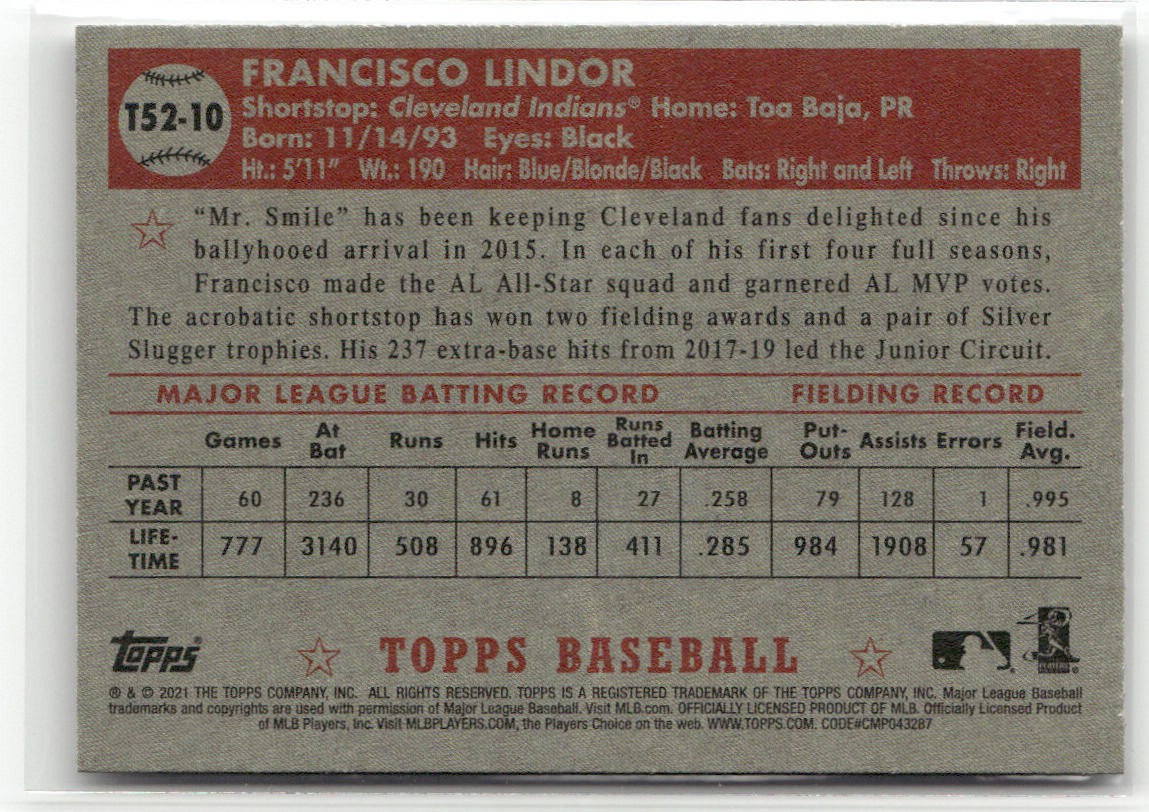 T52-10
FRANCISCO LINDOR
Shortstop: Cleveland Indians® Home: Toa Baja, PR
Born: 11/14/93 Eyes: Black
Ht.: 5'11" Wt.: 190 Hair: Blue/Blonde/Black Bats: Right and Left Throws: Right
"Mr. Smile" has been keeping Cleveland fans delighted since his
ballyhooed arrival in 2015. In each of his first four full seasons,
Francisco made the AL All-Star squad and garnered AL MVP votes.
The acrobatic shortstop has won two fielding awards and a pair of Silver
Slugger trophies. His 237 extra-base hits from 2017-19 led the Junior Circuit.
MAJOR LEAGUE BATTING RECORD FIELDING RECORD
Games At Bat Runs Hits Home Runs Runs Batted In Batting Average Put-Outs Assists Errors Field. Avg.
PAST YEAR 60 236 30 61 8 27 .258 79 128 1 .995
LIFE-TIME 777 3140 508 896 138 411 .285 984 1908 57 .981
Topps® TOPPS BASEBALL
® & © 2021 THE TOPPS COMPANY, INC. ALL RIGHTS RESERVED. TOPPS IS A REGISTERED TRADEMARK OF THE TOPPS COMPANY, INC. Major League Baseball
trademarks and copyrights are used with permission of Major League Baseball. Visit MLB.com. OFFICIALLY LICENSED PRODUCT OF MLB. Officially Licensed Product
of MLB Players, Inc. Visit MLBPLAYERS.COM, the Players Choice on the web. WWW.TOPPS.COM. CODE#CMP043287